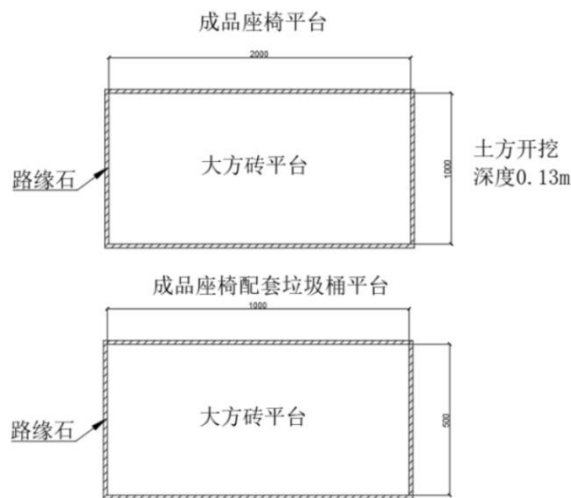 成品座椅平台
2000
大方砖平台
路缘石
1000
土方开挖
深度0.13m
成品座椅配套垃圾桶平台
1000
大方砖平台
路缘石
500